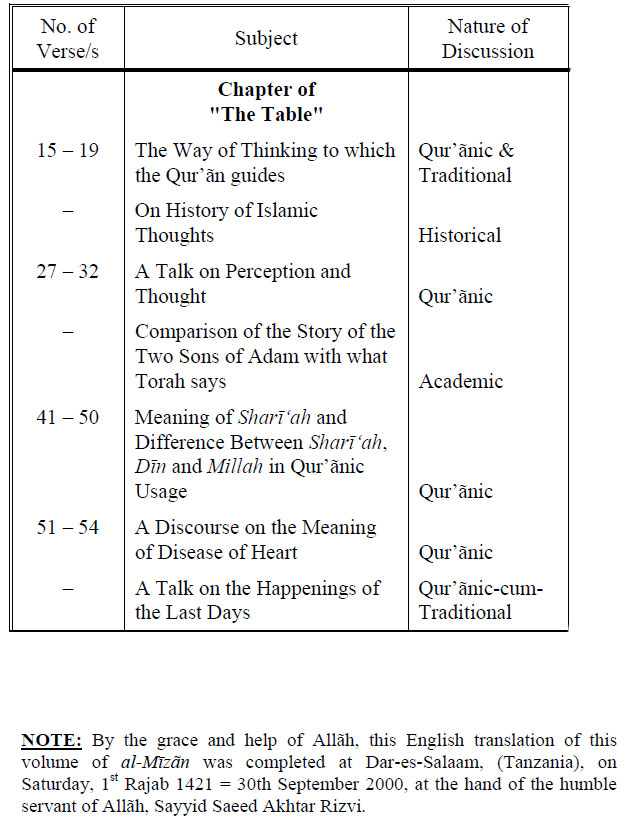 No. of Verse/s Subject Nature of Discussion
Chapter of
"The Table"
15 – 19 The Way of Thinking to which Qur’ãnic &
the Qur’ãn guides Traditional
– On History of Islamic
Thoughts Historical
27 – 32 A Talk on Perception and
Thought Qur’ãnic
– Comparison of the Story of the
Two Sons of Adam with what
Torah says Academic
41 – 50 Meaning of Sharī‘ah and
Difference Between Sharī‘ah,
Dīn and Millah in Qur’ãnic
Usage Qur’ãnic
51 – 54 A Discourse on the Meaning
of Disease of Heart Qur’ãnic
– A Talk on the Happenings of Qur’ãnic-cum-
the Last Days Traditional
NOTE: By the grace and help of Allãh, this English translation of this
volume of al-Mīzãn was completed at Dar-es-Salaam, (Tanzania), on
Saturday, 1st Rajab 1421 = 30th September 2000, at the hand of the humble
servant of Allãh, Sayyid Saeed Akhtar Rizvi.